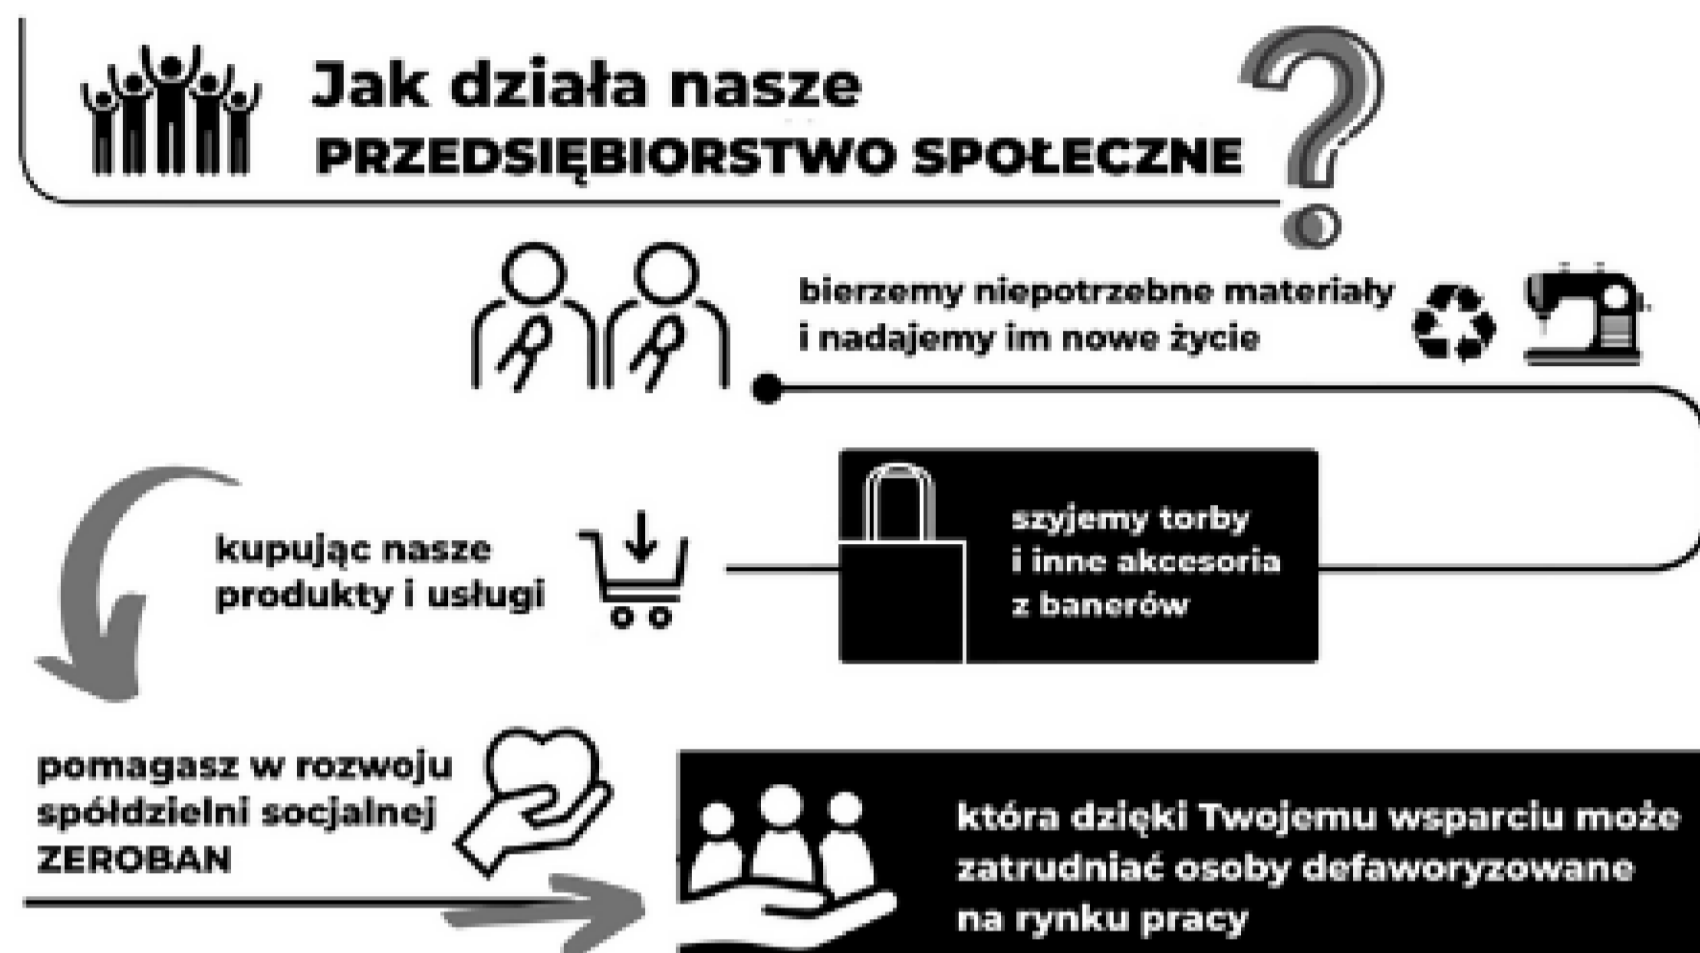 Jak działa nasze
PRZEDSIĘBIORSTWO SPOŁECZNE
?
bierzemy niepotrzebne materiały
i nadajemy im nowe życie
szyjemy torby
i inne akcesoria
z banerów
kupując nasze
produkty i usługi
pomagasz w rozwoju
spółdzielni socjalnej
ZEROBAN
która dzięki Twojemu wsparciu może
zatrudniać osoby defaworyzowane
na rynku pracy